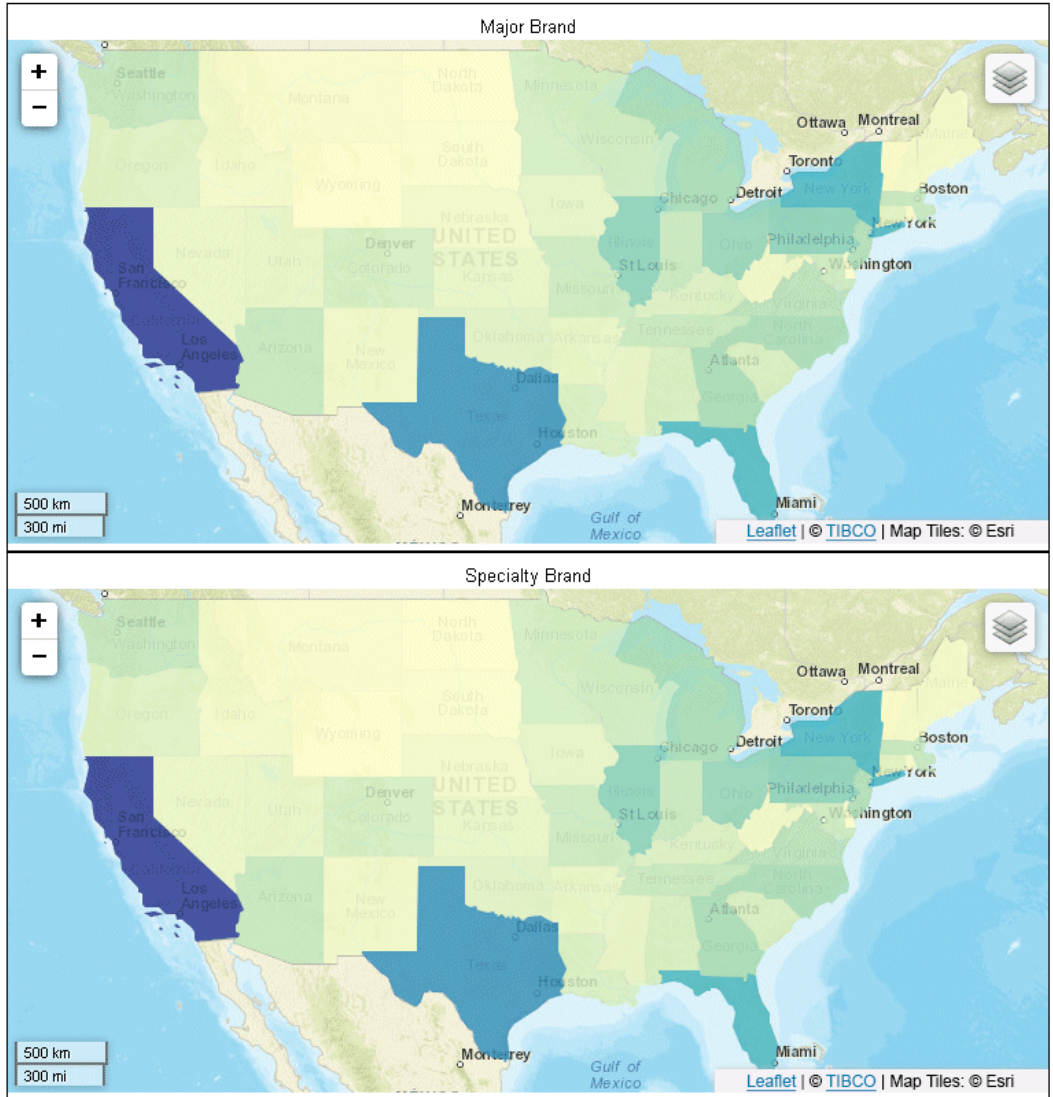 Major Brand
+
−
Seattle
Washington
Montana
North
Dakota
Minnesota
Ottawa
Montreal
Maine
Oregon
Idaho
Wyoming
South
Dakota
Wisconsin
Toronto
New York
Boston
Chicago
Detroit
Nebraska
Iowa
New York
Nevada
Utah
Denver
Colorado
UNITED
STATES
Kansas
Illinois
Ohio
Philadelphia
St Louis
Missouri
Washington
San
Francisco
California
Kentucky
Virginia
Los
Angeles
Arizona
New
Mexico
Oklahoma
Arkansas
Tennessee
North
Carolina
Atlanta
Georgia
Dallas
Texas
Houston
Monterrey
Miami
Gulf of
Mexico
MÉXICO
500 km
300 mi
Leaflet | © TIBCO | Map Tiles: © Esri
Specialty Brand
+
−
Seattle
Washington
Montana
North
Dakota
Minnesota
Ottawa
Montreal
Maine
Oregon
Idaho
Wyoming
South
Dakota
Wisconsin
Toronto
New York
Boston
Chicago
Detroit
Nebraska
Iowa
New York
Nevada
Utah
Denver
Colorado
UNITED
STATES
Kansas
Illinois
Ohio
Philadelphia
St Louis
Missouri
Washington
San
Francisco
California
Kentucky
Virginia
Los
Angeles
Arizona
New
Mexico
Oklahoma
Arkansas
Tennessee
North
Carolina
Atlanta
Georgia
Dallas
Texas
Houston
Monterrey
Miami
Gulf of
Mexico
500 km
300 mi
Leaflet | © TIBCO | Map Tiles: © Esri